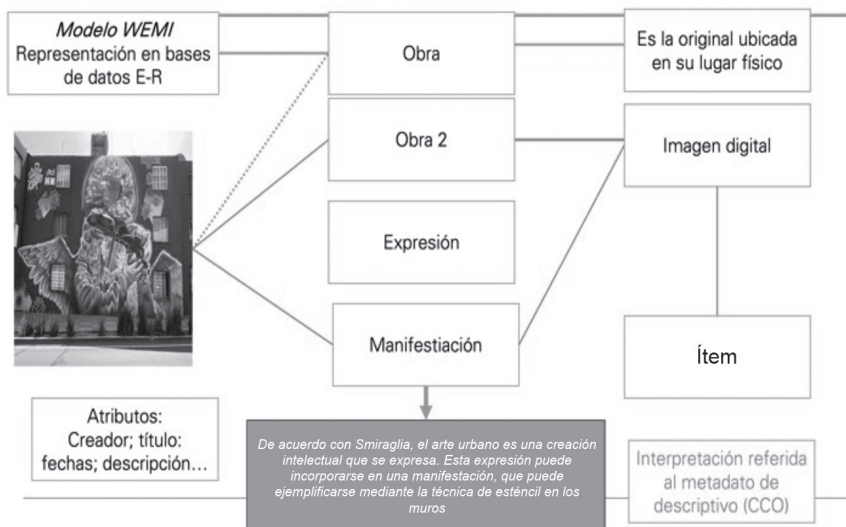 Modelo WEMI
Representación en bases
de datos E-R
Obra
Es la original ubicada
en su lugar físico
Obra 2
Imagen digital
Expresión
Manifestiación
Ítem
Atributos:
Creador; título:
fechas; descripción...
De acuerdo con Smiraglia, el arte urbano es una creación
intelectual que se expresa. Esta expresión puede
incorporarse en una manifestación, que puede
ejemplificarse mediante la técnica de esténcil en los
muros
Interpretación referida
al metadato de
descriptivo (CCO)